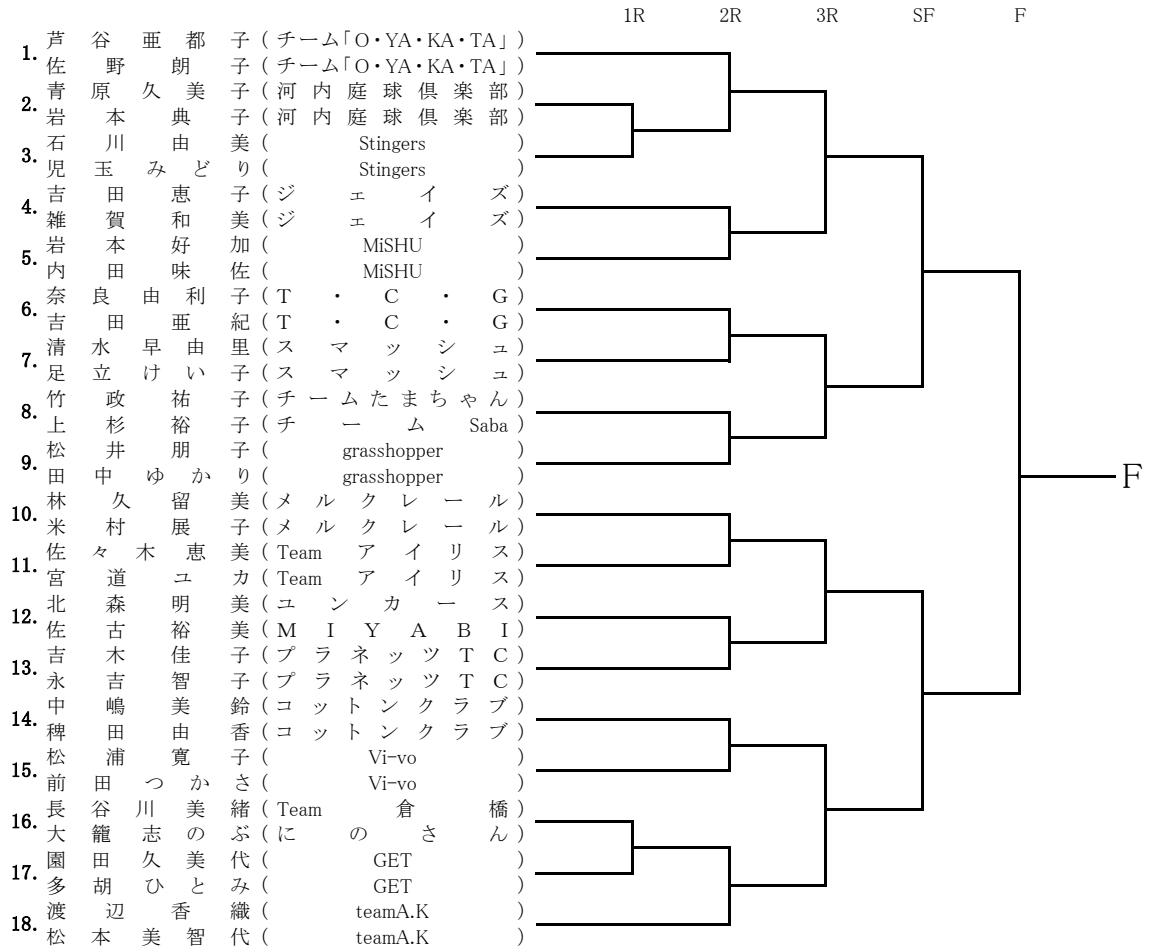 1R 2R 3R SF F
芦谷亜都子(チーム「O・YA・KA・TA」)
1.
佐野朗子(チーム「O・YA・KA・TA」)
青原久美子(河内庭球倶楽部)
2.
岩本典子(河内庭球倶楽部)
石川由美(Stingers)
3.
児玉みどり(Stingers)
吉田恵子(ジェイズ)
4.
雑賀和美(ジェイズ)
岩本好加(MiSHU)
5.
内田味佐(MiSHU)
奈良由利子(T・C・G)
6.
吉田亜紀(T・C・G)
清水早由里(スマッシュ)
7.
足立けい子(スマッシュ)
竹政祐子(チームたまちゃん)
8.
上杉裕子(チームSaba)
松井朋子(grasshopper)
9.
田中ゆかり(grasshopper)
F
林久留美(メルクレール)
10.
米村展子(メルクレール)
佐々木恵美(Team アイリス)
11.
宮道ユカ(Team アイリス)
北森明美(ユンカース)
12.
佐古裕美(MIYABI)
吉木佳子(プラネッツTC)
13.
永吉智子(プラネッツTC)
中嶋美鈴(コットンクラブ)
14.
稗田由香(コットンクラブ)
松浦寛子(Vi-vo)
15.
前田つかさ(Vi-vo)
長谷川美緒(Team 倉橋)
16.
大籠志のぶ(にのさん)
園田久美代(GET)
17.
多胡ひとみ(GET)
渡辺香織(teamA.K)
18.
松本美智代(teamA.K)